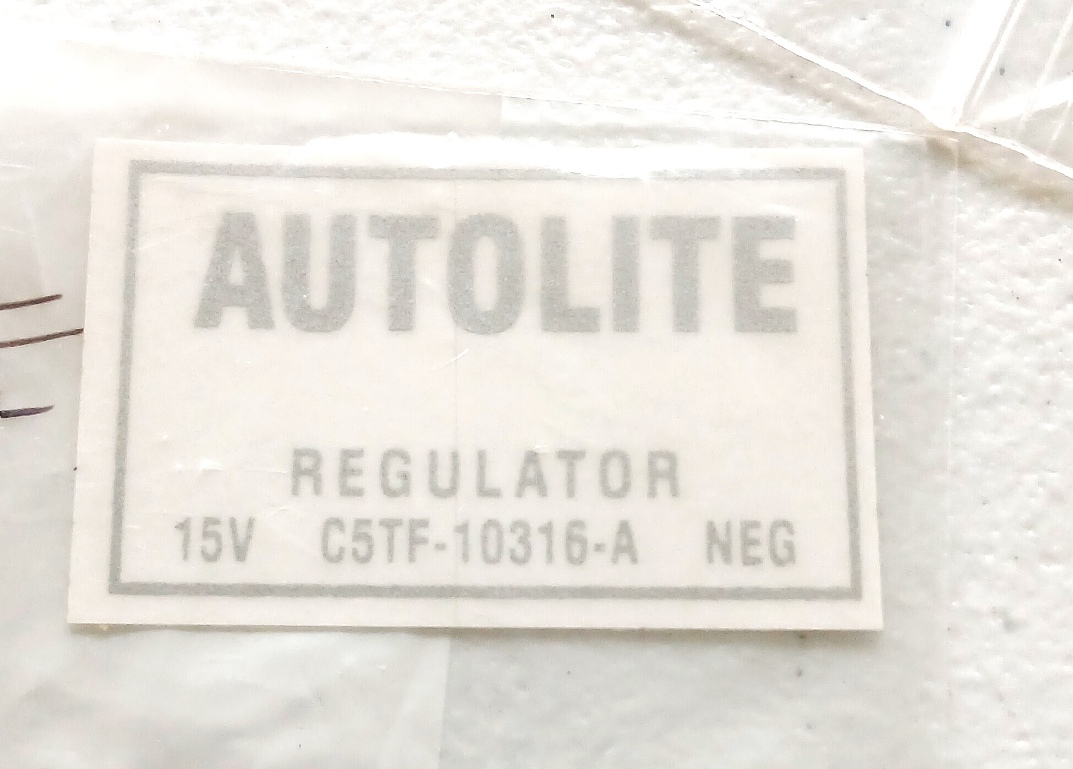 AUTOLITE
REGULATOR
15V C5TF-10316-A NEG